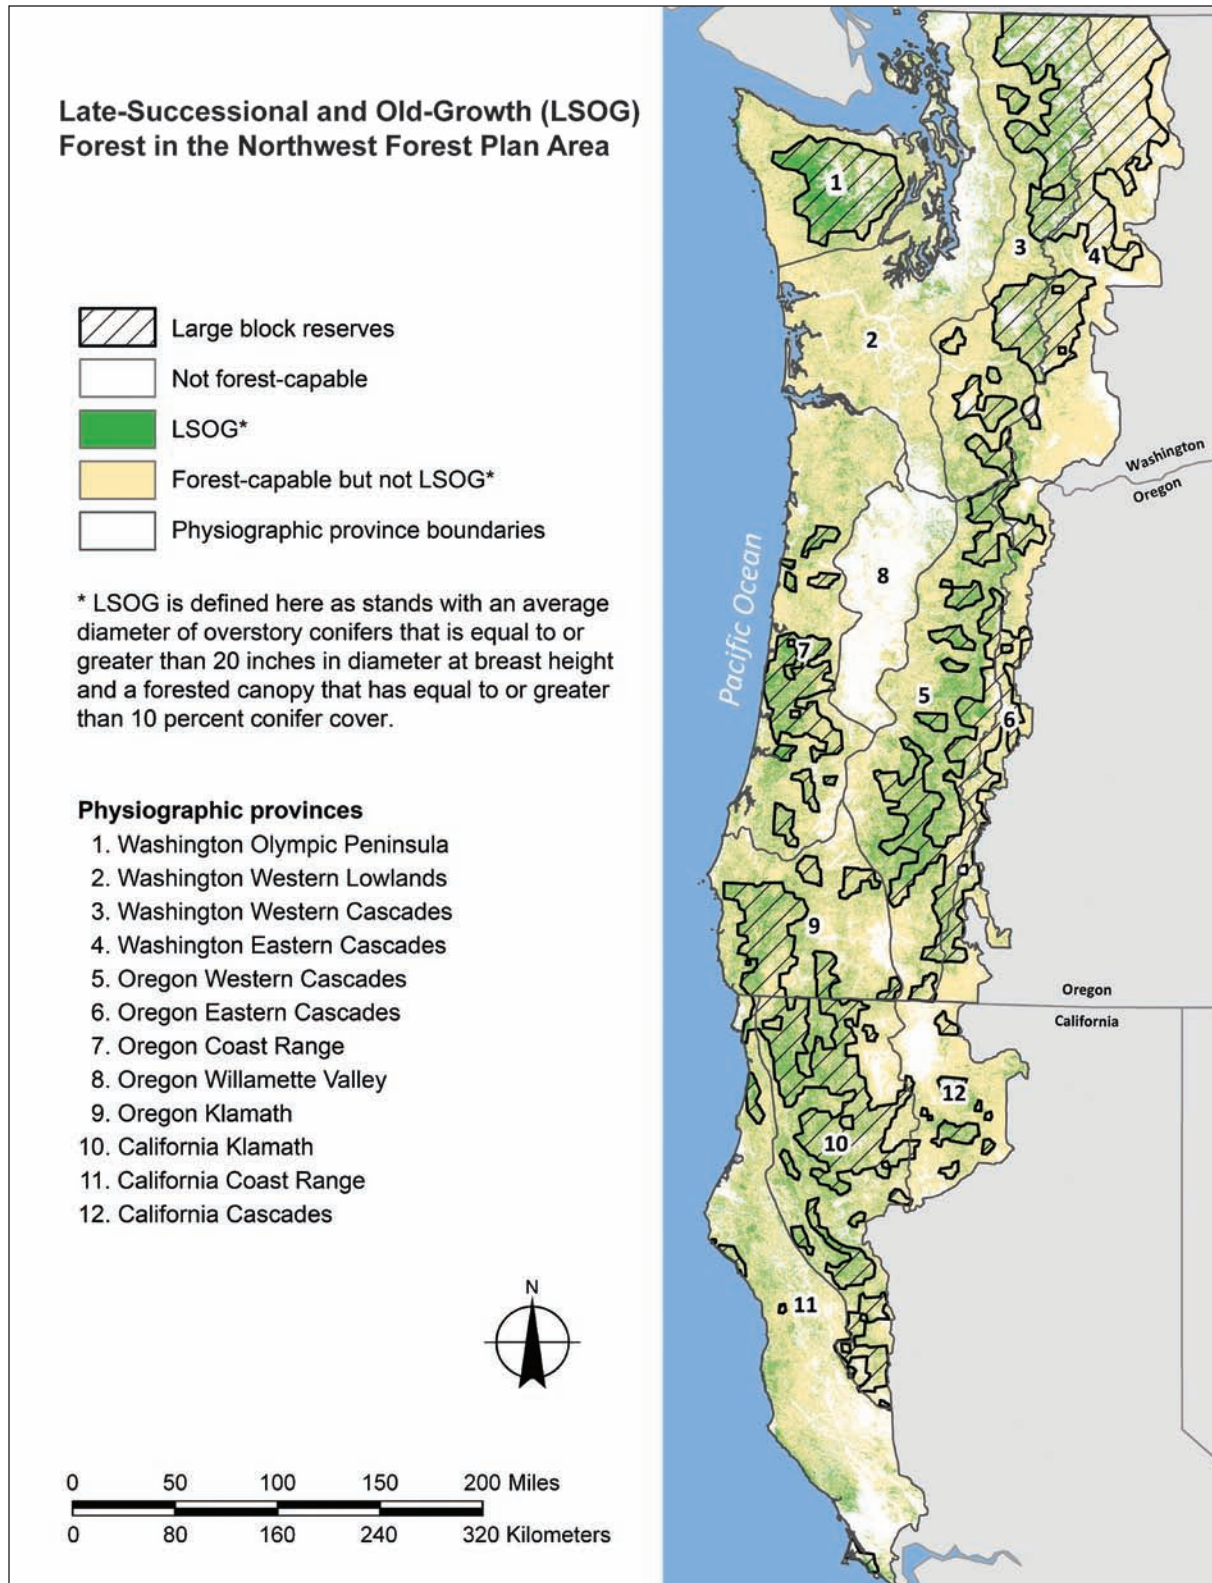 Late-Successional and Old-Growth (LSOG)
Forest in the Northwest Forest Plan Area
Large block reserves
Not forest-capable
LSOG*
Forest-capable but not LSOG*
Physiographic province boundaries
* LSOG is defined here as stands with an average
diameter of overstory conifers that is equal to or
greater than 20 inches in diameter at breast height
and a forested canopy that has equal to or greater
than 10 percent conifer cover.
Physiographic provinces
1. Washington Olympic Peninsula
2. Washington Western Lowlands
3. Washington Western Cascades
4. Washington Eastern Cascades
5. Oregon Western Cascades
6. Oregon Eastern Cascades
7. Oregon Coast Range
8. Oregon Willamette Valley
9. Oregon Klamath
10. California Klamath
11. California Coast Range
12. California Cascades
N
0 50 100 150 200 Miles
0 80 160 240 320 Kilometers
1
3
4
2
Washington
Oregon
Pacific Ocean
8
7
5
6
9
Oregon
California
12
10
11